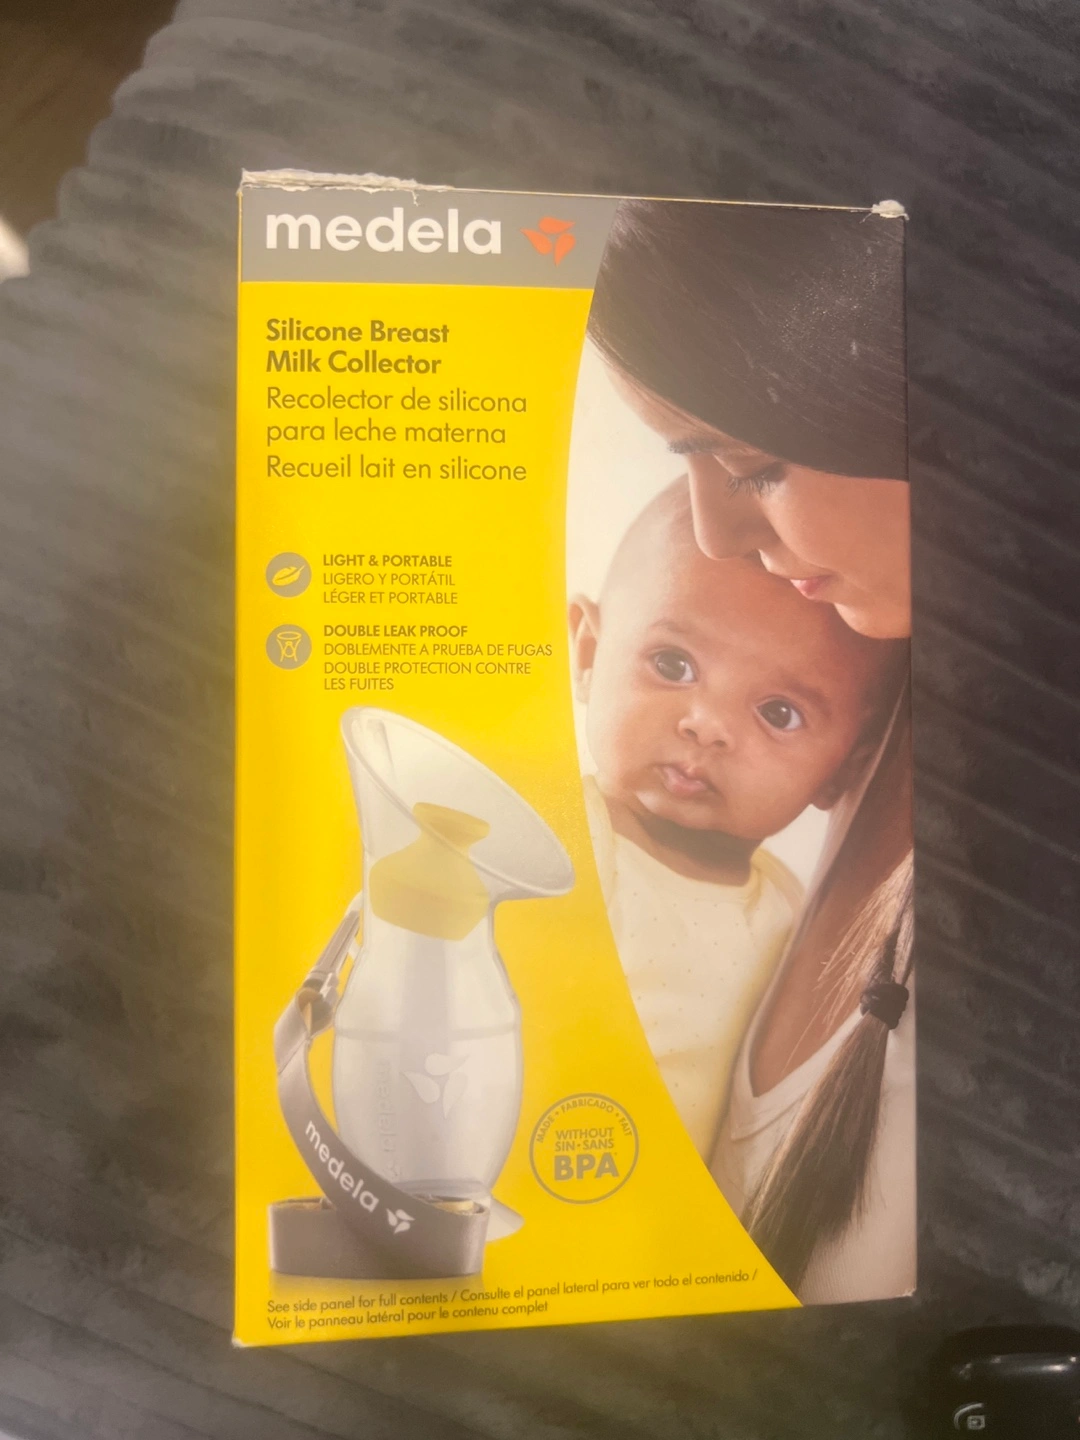 medela
Silicone Breast
Milk Collector
Recolector de silicona
para leche materna
Recueil lait en silicone
LIGHT & PORTABLE
LIGERO Y PORTÁTIL
LÉGER ET PORTABLE
DOUBLE LEAK PROOF
DOBLEMENTE A PRUEBA DE FUGAS
DOUBLE PROTECTION CONTRE
LES FUITES
medela
MADE • FABRICADO • FAIT
WITHOUT
SIN • SANS
BPA
See side panel for full contents / Consulte el panel lateral para ver todo el contenido /
Voir le panneau latéral pour le contenu complet